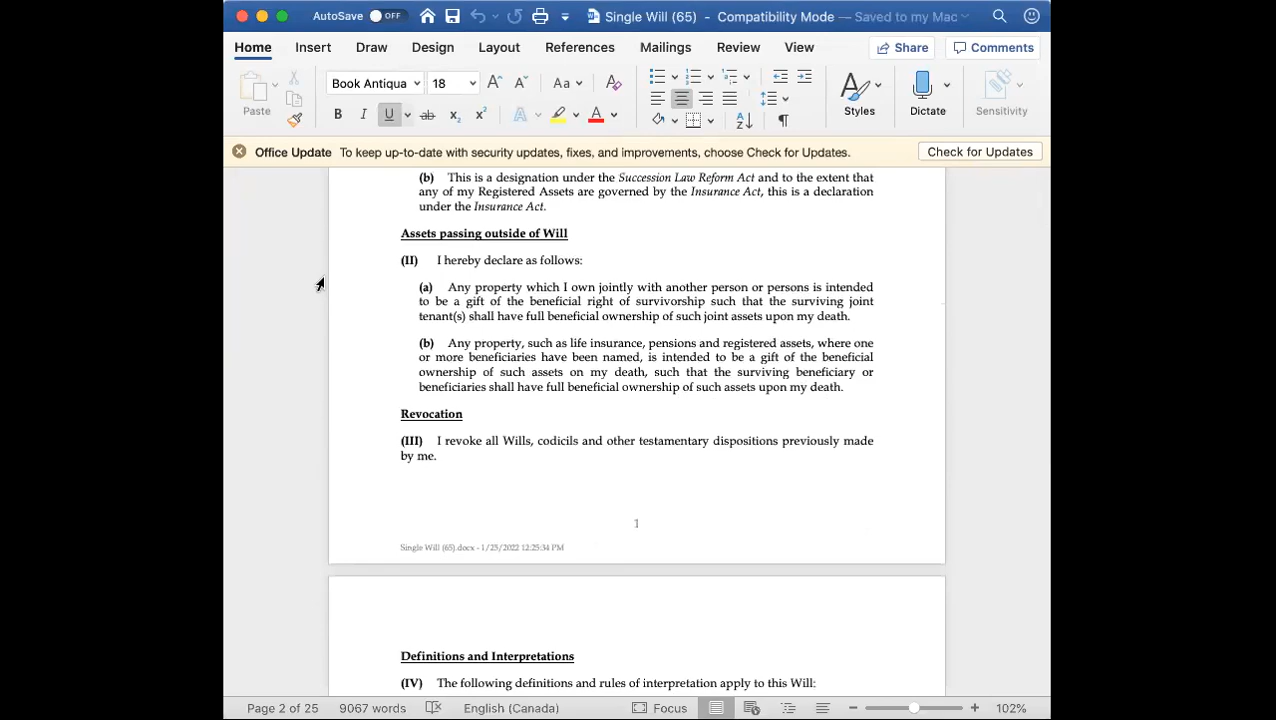 AutoSave OFF Single Will (65) - Compatibility Mode — Saved to my Mac
Home Insert Draw Design Layout References Mailings Review View Share Comments
Paste Book Antiqua 18 Aa Styles Dictate Sensitivity
B I U ab x₂ x² A A
Office Update To keep up-to-date with security updates, fixes, and improvements, choose Check for Updates. Check for Updates
(b) This is a designation under the Succession Law Reform Act and to the extent that
any of my Registered Assets are governed by the Insurance Act, this is a declaration
under the Insurance Act.
Assets passing outside of Will
(II) I hereby declare as follows:
(a) Any property which I own jointly with another person or persons is intended
to be a gift of the beneficial right of survivorship such that the surviving joint
tenant(s) shall have full beneficial ownership of such joint assets upon my death.
(b) Any property, such as life insurance, pensions and registered assets, where one
or more beneficiaries have been named, is intended to be a gift of the beneficial
ownership of such assets on my death, such that the surviving beneficiary or
beneficiaries shall have full beneficial ownership of such assets upon my death.
Revocation
(III) I revoke all Wills, codicils and other testamentary dispositions previously made
by me.
1
Single Will (65).docx - 1/25/2022 12:25:34 PM
Definitions and Interpretations
(IV) The following definitions and rules of interpretation apply to this Will:
Page 2 of 25 9067 words English (Canada) Focus 102%